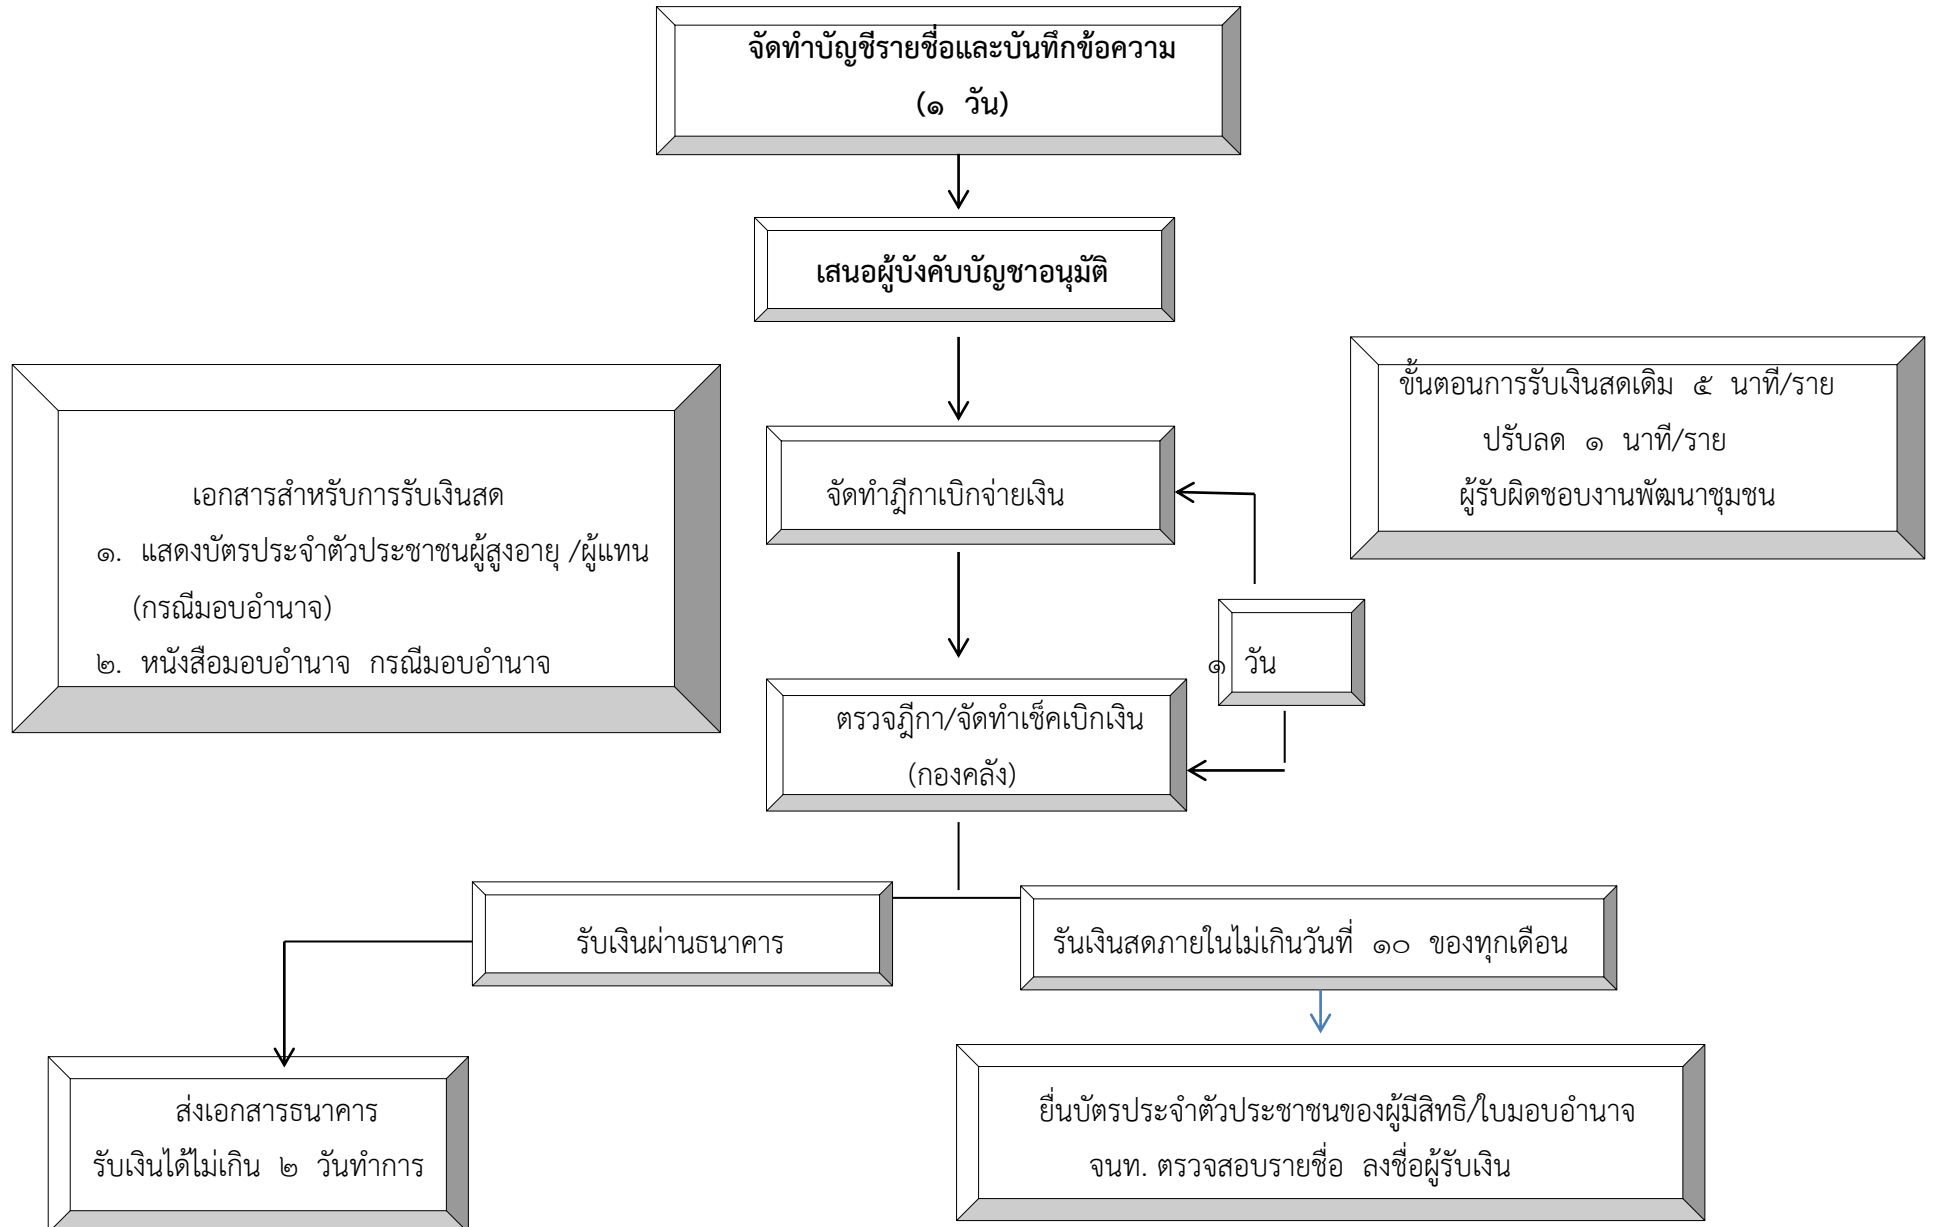 จัดทำบัญชีรายชื่อและบันทึกข้อความ
(๑ วัน)
เสนอผู้บังคับบัญชาอนุมัติ
ขั้นตอนการรับเงินสดเดิม ๕ นาที/ราย
ปรับลด ๑ นาที/ราย
ผู้รับผิดชอบงานพัฒนาชุมชน
เอกสารสำหรับการรับเงินสด
๑. แสดงบัตรประจำตัวประชาชนผู้สูงอายุ /ผู้แทน
(กรณีมอบอำนาจ)
๒. หนังสือมอบอำนาจ กรณีมอบอำนาจ
จัดทำฎีกาเบิกจ่ายเงิน
๑ วัน
ตรวจฎีกา/จัดทำเช็คเบิกเงิน
(กองคลัง)
รับเงินผ่านธนาคาร
รันเงินสดภายในไม่เกินวันที่ ๑๐ ของทุกเดือน
ส่งเอกสารธนาคาร
รับเงินได้ไม่เกิน ๒ วันทำการ
ยื่นบัตรประจำตัวประชาชนของผู้มีสิทธิ/ใบมอบอำนาจ
จนท. ตรวจสอบรายชื่อ ลงชื่อผู้รับเงิน